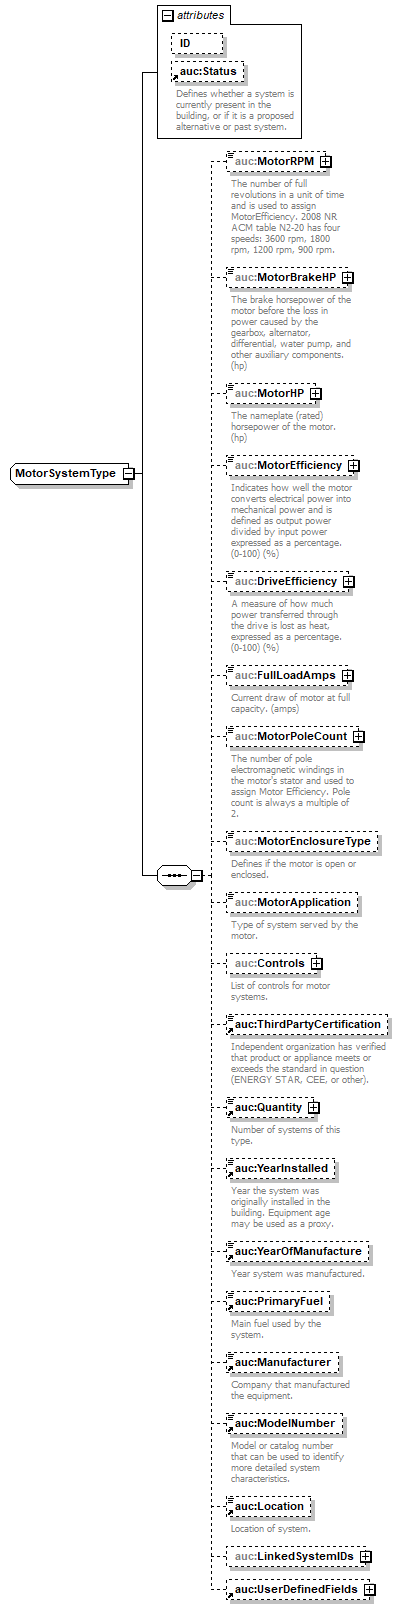 attributes
ID
auc:Status
Defines whether a system is
currently present in the
building, or if it is a proposed
alternative or past system.
auc:MotorRPM
The number of full
revolutions in a unit of time
and is used to assign
MotorEfficiency. 2008 NR
ACM table N2-20 has four
speeds: 3600 rpm, 1800
rpm, 1200 rpm, 900 rpm.
auc:MotorBrakeHP
The brake horsepower of the
motor before the loss in
power caused by the
gearbox, alternator,
differential, water pump, and
other auxiliary components.
(hp)
auc:MotorHP
The nameplate (rated)
horsepower of the motor.
(hp)
MotorSystemType
auc:MotorEfficiency
Indicates how well the motor
converts electrical power into
mechanical power and is
defined as output power
divided by input power
expressed as a percentage.
(0-100) (%)
auc:DriveEfficiency
A measure of how much
power transferred through
the drive is lost as heat,
expressed as a percentage.
(0-100) (%)
auc:FullLoadAmps
Current draw of motor at full
capacity. (amps)
auc:MotorPoleCount
The number of pole
electromagnetic windings in
the motor's stator and used to
assign Motor Efficiency. Pole
count is always a multiple of
2.
auc:MotorEnclosureType
Defines if the motor is open or
enclosed.
auc:MotorApplication
Type of system served by the
motor.
auc:Controls
List of controls for motor
systems.
auc:ThirdPartyCertification
Independent organization has verified
that product or appliance meets or
exceeds the standard in question
(ENERGY STAR, CEE, or other).
auc:Quantity
Number of systems of this
type.
auc:YearInstalled
Year the system was
originally installed in the
building. Equipment age
may be used as a proxy.
auc:YearOfManufacture
Year system was manufactured.
auc:PrimaryFuel
Main fuel used by the
system.
auc:Manufacturer
Company that manufactured
the equipment.
auc:ModelNumber
Model or catalog number
that can be used to identify
more detailed system
characteristics.
auc:Location
Location of system.
auc:LinkedSystemIDs
auc:UserDefinedFields